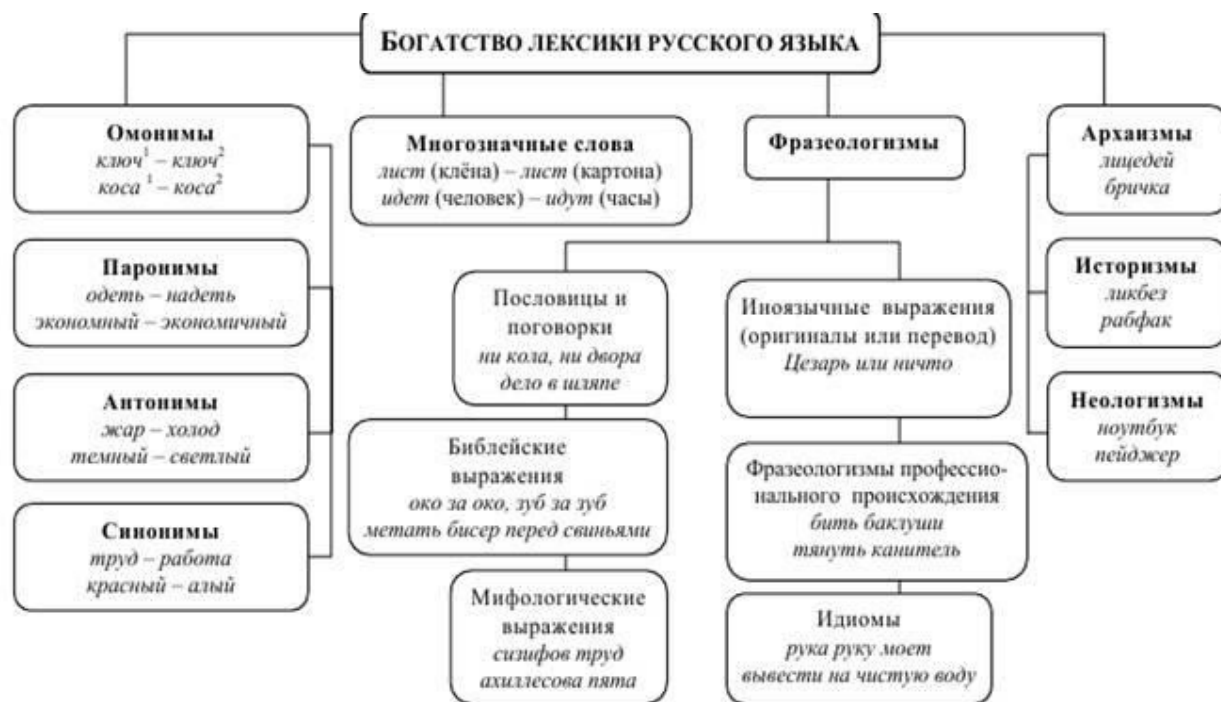 БОГАТСТВО ЛЕКСИКИ РУССКОГО ЯЗЫКА
Омонимы
ключ¹ – ключ²
коса ¹ – коса²
Паронимы
одеть – надеть
экономный – экономичный
Антонимы
жар – холод
темный – светлый
Синонимы
труд – работа
красный – алый
Многозначные слова
лист (клёна) – лист (картона)
идет (человек) – идут (часы)
Фразеологизмы
Пословицы и
поговорки
ни кола, ни двора
дело в шляпе
Библейские
выражения
око за око, зуб за зуб
метать бисер перед свиньями
Мифологические
выражения
сизифов труд
ахиллесова пята
Иноязычные выражения
(оригиналы или перевод)
Цезарь или ничто
Фразеологизмы профессио-
нального происхождения
бить баклуши
тянуть канитель
Идиомы
рука руку моет
вывести на чистую воду
Архаизмы
лицедей
бричка
Историзмы
ликбез
рабфак
Неологизмы
ноутбук
пейджер